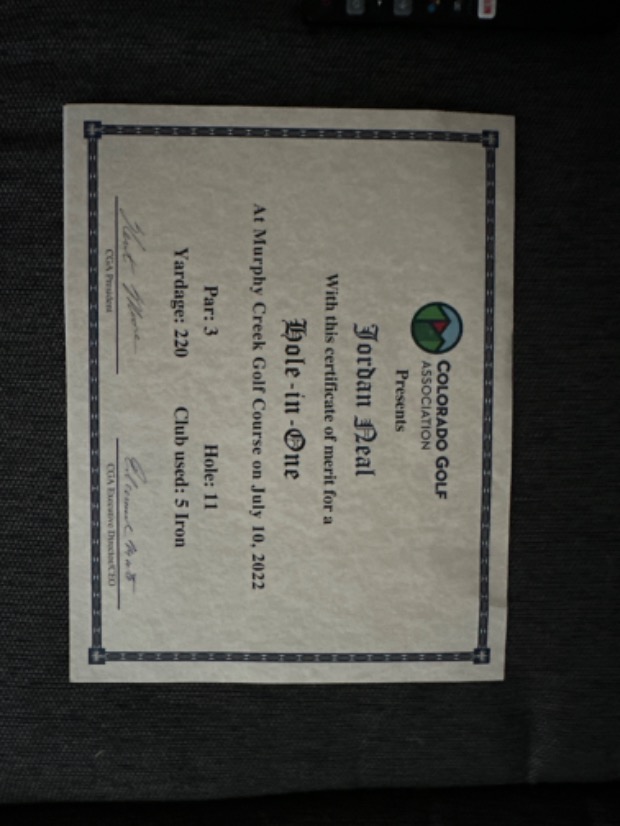 COLORADO GOLF
ASSOCIATION
Presents
Jordan Neal
With this certificate of merit for a
Hole-in-One
At Murphy Creek Golf Course on July 10, 2022
Par: 3 Hole: 11
Yardage: 220 Club used: 5 Iron
CGA President CGA Executive Director/CEO